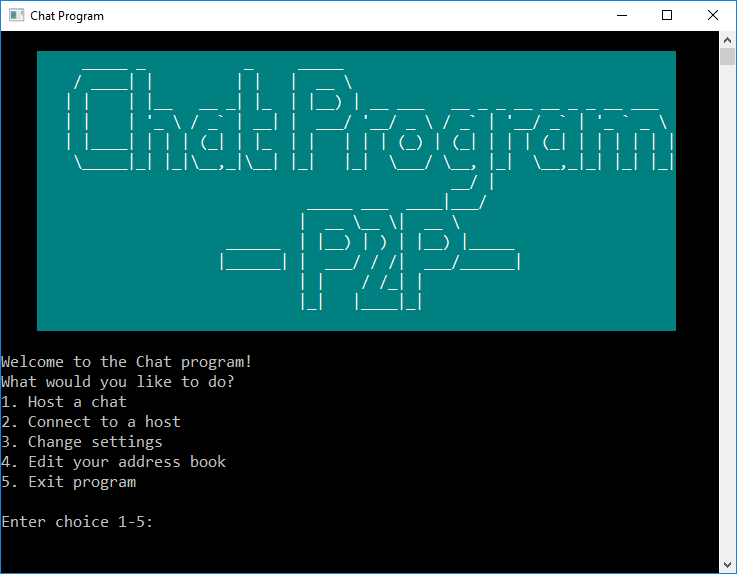 Chat Program
Chat Program
- P2P -
Welcome to the Chat program!
What would you like to do?
1. Host a chat
2. Connect to a host
3. Change settings
4. Edit your address book
5. Exit program
Enter choice 1-5: